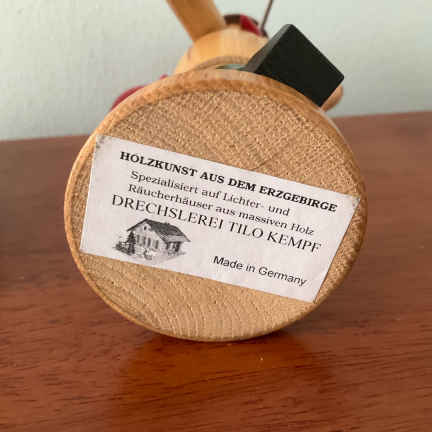 HOLZKUNST AUS DEM ERZGEBIRGE
Spezialisiert auf Lichter- und
Räucherhäuser aus massiven Holz
DRECHSLEREI TILO KEMPF
Made in Germany